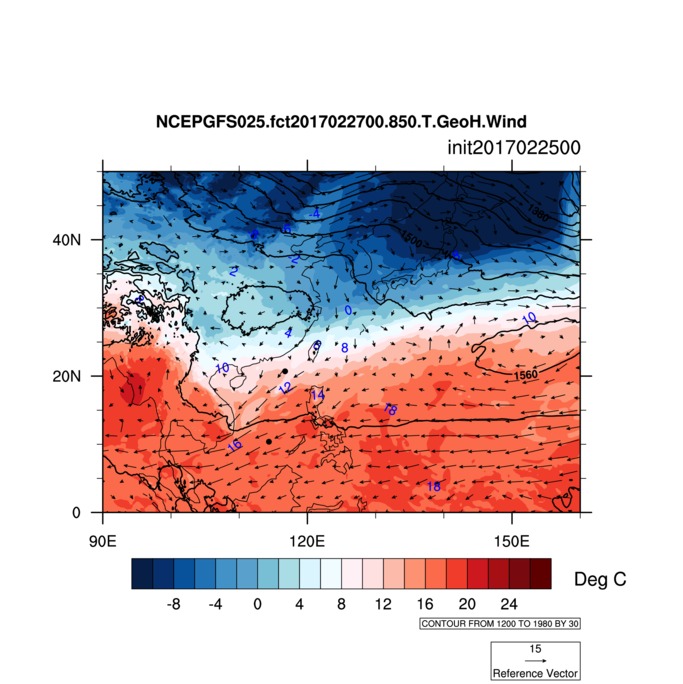 NCEPGFS025.fct2017022700.850.T.GeoH.Wind
init2017022500
-4
1500
1500
40N
-2
2
0
10
4
8
10
1560
20N
12
14
18
16
18
0
90E
120E
150E
-8
-4
0
4
8
12
16
20
24
Deg C
CONTOUR FROM 1200 TO 1980 BY 30
15
Reference Vector